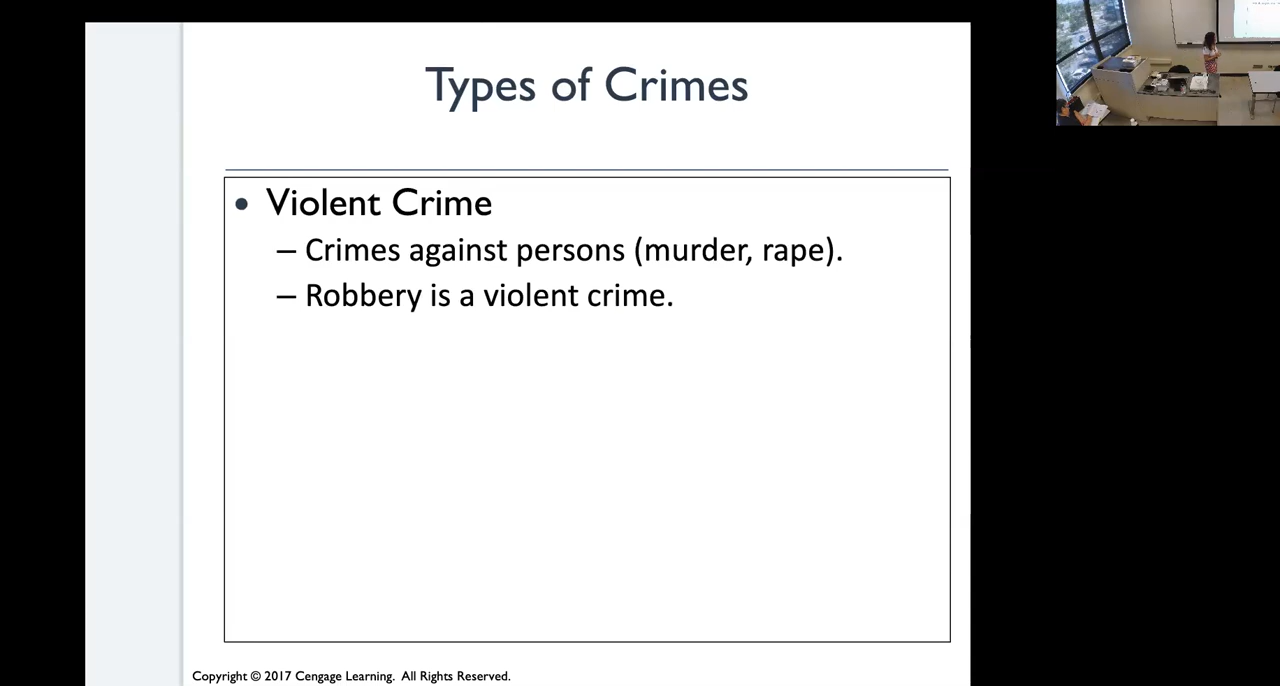 Types of Crimes
• Violent Crime
– Crimes against persons (murder, rape).
– Robbery is a violent crime.
Copyright © 2017 Cengage Learning. All Rights Reserved.